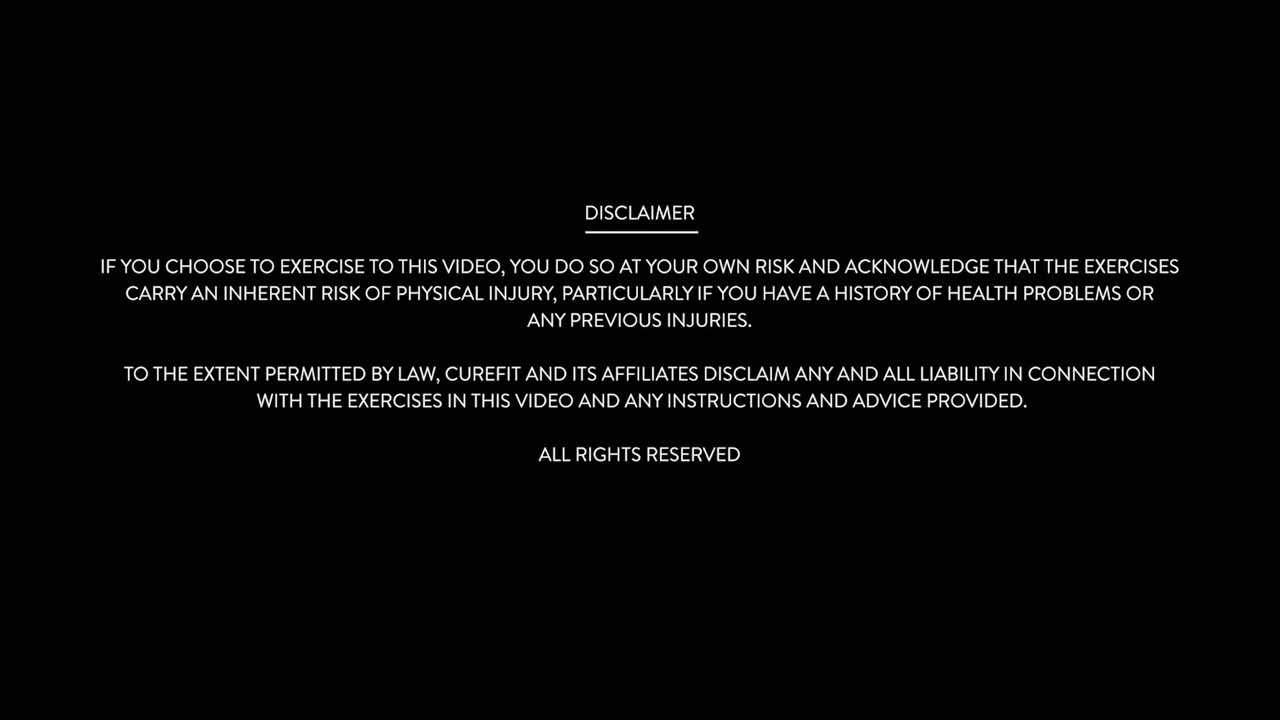 DISCLAIMER
IF YOU CHOOSE TO EXERCISE TO THIS VIDEO, YOU DO SO AT YOUR OWN RISK AND ACKNOWLEDGE THAT THE EXERCISES
CARRY AN INHERENT RISK OF PHYSICAL INJURY, PARTICULARLY IF YOU HAVE A HISTORY OF HEALTH PROBLEMS OR
ANY PREVIOUS INJURIES.
TO THE EXTENT PERMITTED BY LAW, CUREFIT AND ITS AFFILIATES DISCLAIM ANY AND ALL LIABILITY IN CONNECTION
WITH THE EXERCISES IN THIS VIDEO AND ANY INSTRUCTIONS AND ADVICE PROVIDED.
ALL RIGHTS RESERVED